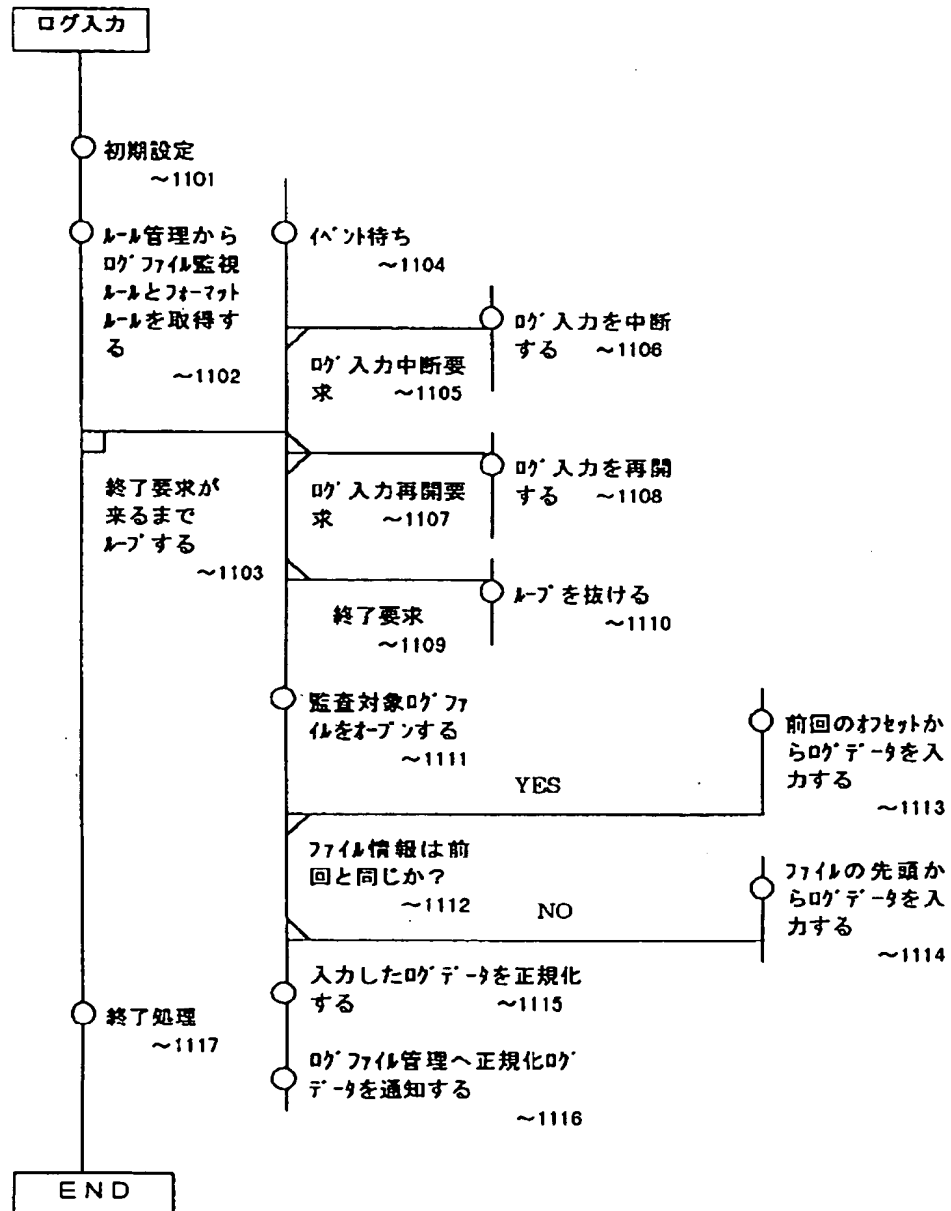 ログ入力
初期設定
～1101
ルール管理から
ログファイル監視
ルールとフォーマット
ルールを取得す
る
～1102
終了要求が
来るまで
ループする
～1103
イベント待ち
～1104
ログ入力中断要
求 ～1105
ログ入力を中断
する ～1106
ログ入力再開要
求 ～1107
ログ入力を再開
する ～1108
終了要求
～1109
ループを抜ける
～1110
監査対象ログファ
イルをオープンする
～1111
YES
ファイル情報は前
回と同じか？
～1112
前回のオフセットか
らログデータを入
力する
～1113
NO
ファイルの先頭か
らログデータを入
力する
～1114
入力したログデータを正規化
する ～1115
ログファイル管理へ正規化ログ
データを通知する
～1116
終了処理
～1117
END